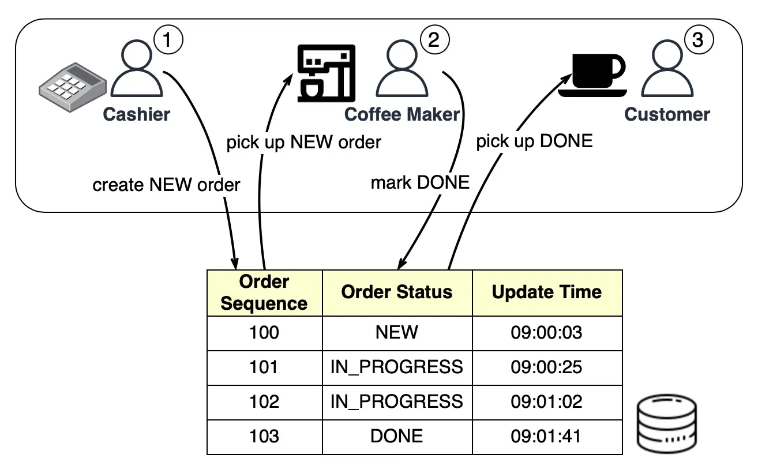 1
2
3
Cashier
Coffee Maker
Customer
pick up NEW order
pick up DONE
create NEW order
mark DONE
Order Sequence
Order Status
Update Time
100 NEW 09:00:03
101 IN_PROGRESS 09:00:25
102 IN_PROGRESS 09:01:02
103 DONE 09:01:41